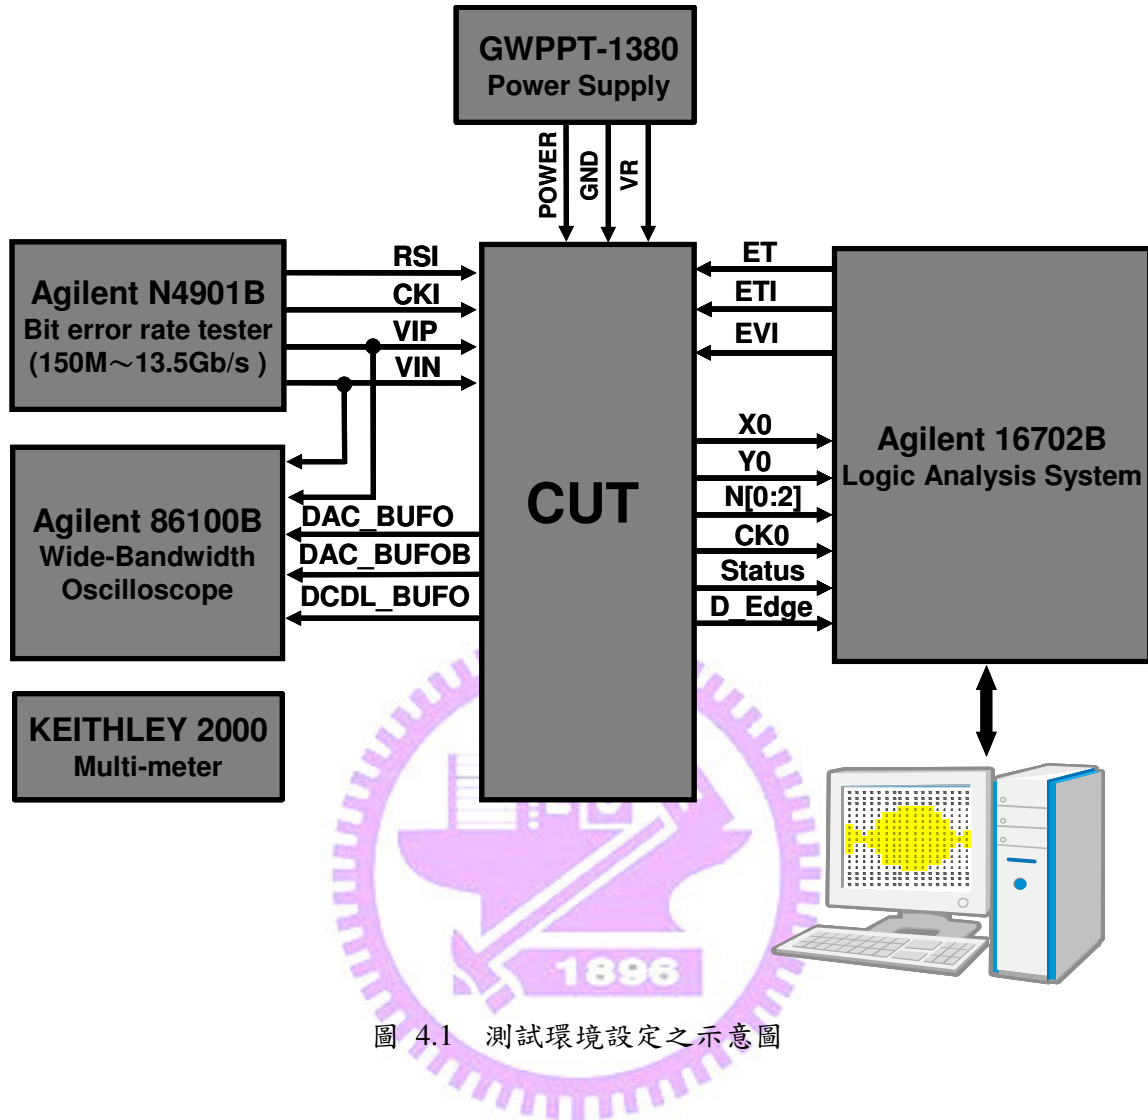 GWPPT-1380
Power Supply
POWER
GND
VR
Agilent N4901B
Bit error rate tester
(150M～13.5Gb/s )
RSI
CKI
VIP
VIN
ET
ETI
EVI
Agilent 86100B
Wide-Bandwidth
Oscilloscope
DAC_BUFO
DAC_BUFOB
DCDL_BUFO
CUT
X0
Y0
N[0:2]
CK0
Status
D_Edge
Agilent 16702B
Logic Analysis System
KEITHLEY 2000
Multi-meter
1896
圖 4.1 測試環境設定之示意圖